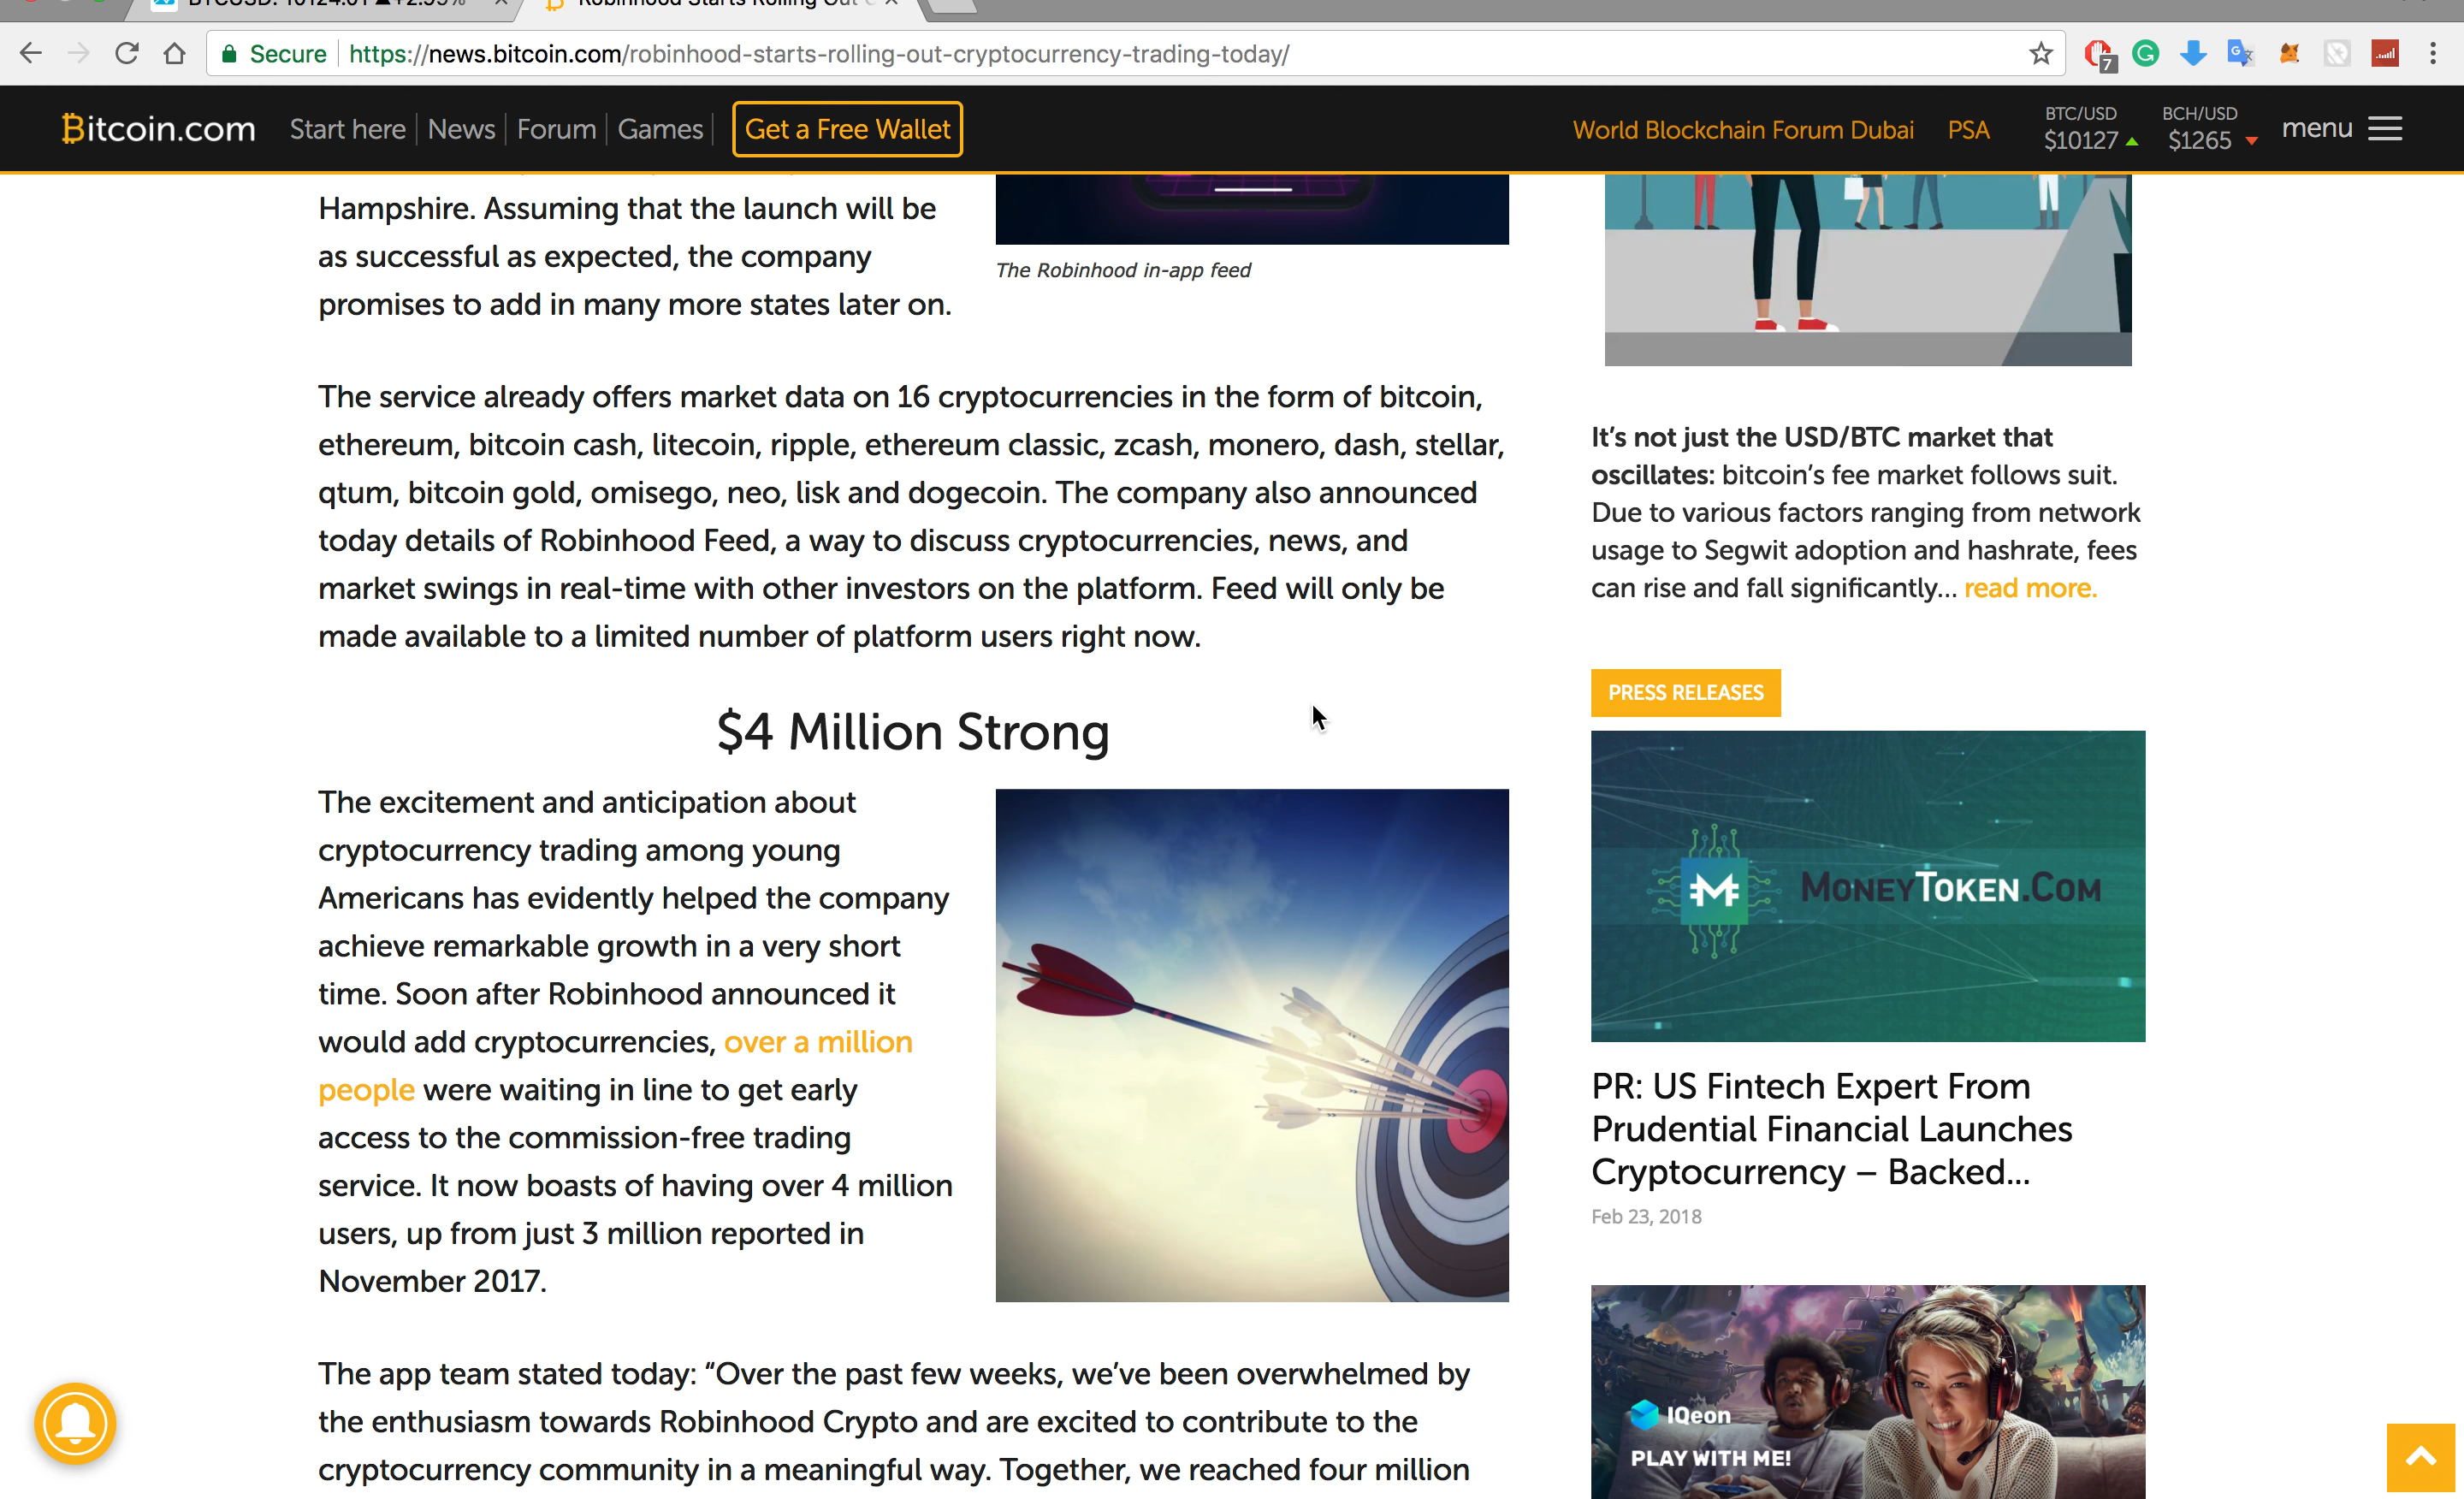 BTCUSD: 10124.01 ▲+2.99%
Robinhood Starts Rolling Out
Secure https://news.bitcoin.com/robinhood-starts-rolling-out-cryptocurrency-trading-today/
7
Bitcoin.com Start here News Forum Games Get a Free Wallet World Blockchain Forum Dubai PSA BTC/USD $10127 BCH/USD $1265 menu
Hampshire. Assuming that the launch will be
as successful as expected, the company
promises to add in many more states later on.
The Robinhood in-app feed
The service already offers market data on 16 cryptocurrencies in the form of bitcoin,
ethereum, bitcoin cash, litecoin, ripple, ethereum classic, zcash, monero, dash, stellar,
qtum, bitcoin gold, omisego, neo, lisk and dogecoin. The company also announced
today details of Robinhood Feed, a way to discuss cryptocurrencies, news, and
market swings in real-time with other investors on the platform. Feed will only be
made available to a limited number of platform users right now.
$4 Million Strong
The excitement and anticipation about
cryptocurrency trading among young
Americans has evidently helped the company
achieve remarkable growth in a very short
time. Soon after Robinhood announced it
would add cryptocurrencies, over a million
people were waiting in line to get early
access to the commission-free trading
service. It now boasts of having over 4 million
users, up from just 3 million reported in
November 2017.
The app team stated today: “Over the past few weeks, we’ve been overwhelmed by
the enthusiasm towards Robinhood Crypto and are excited to contribute to the
cryptocurrency community in a meaningful way. Together, we reached four million
It’s not just the USD/BTC market that
oscillates: bitcoin’s fee market follows suit.
Due to various factors ranging from network
usage to Segwit adoption and hashrate, fees
can rise and fall significantly... read more.
PRESS RELEASES
MONEYTOKEN.COM
PR: US Fintech Expert From
Prudential Financial Launches
Cryptocurrency – Backed...
Feb 23, 2018
IQeon
PLAY WITH ME!